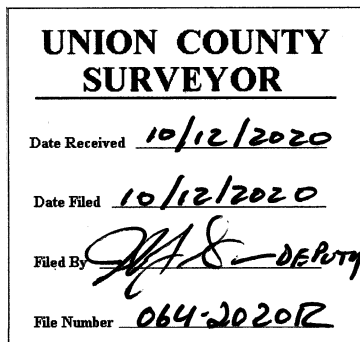 UNION COUNTY
SURVEYOR
Date Received 10/12/2020
Date Filed 10/12/2020
Filed By DEPUTY
File Number 064-2020R